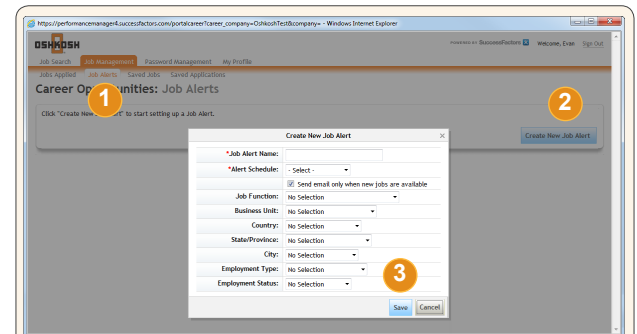 https://performancemanager4.successfactors.com/portalcareer?career_company=OshkoshTest&company= - Windows Internet Explorer
OSHKOSH
POWERED BY SuccessFactors Welcome, Evan Sign Out
Job Search Job Management Password Management My Profile
Jobs Applied Job Alerts Saved Jobs Saved Applications
Career Op nities: Job Alerts
1
2
Click "Create New t" to start setting up a Job Alert.
Create New Job Alert
Create New Job Alert ×
*Job Alert Name:
*Alert Schedule: - Select -
Send email only when new jobs are available
Job Function: No Selection
Business Unit: No Selection
Country: No Selection
State/Province: No Selection
City: No Selection
Employment Type: No Selection
3
Employment Status: No Selection
Save Cancel